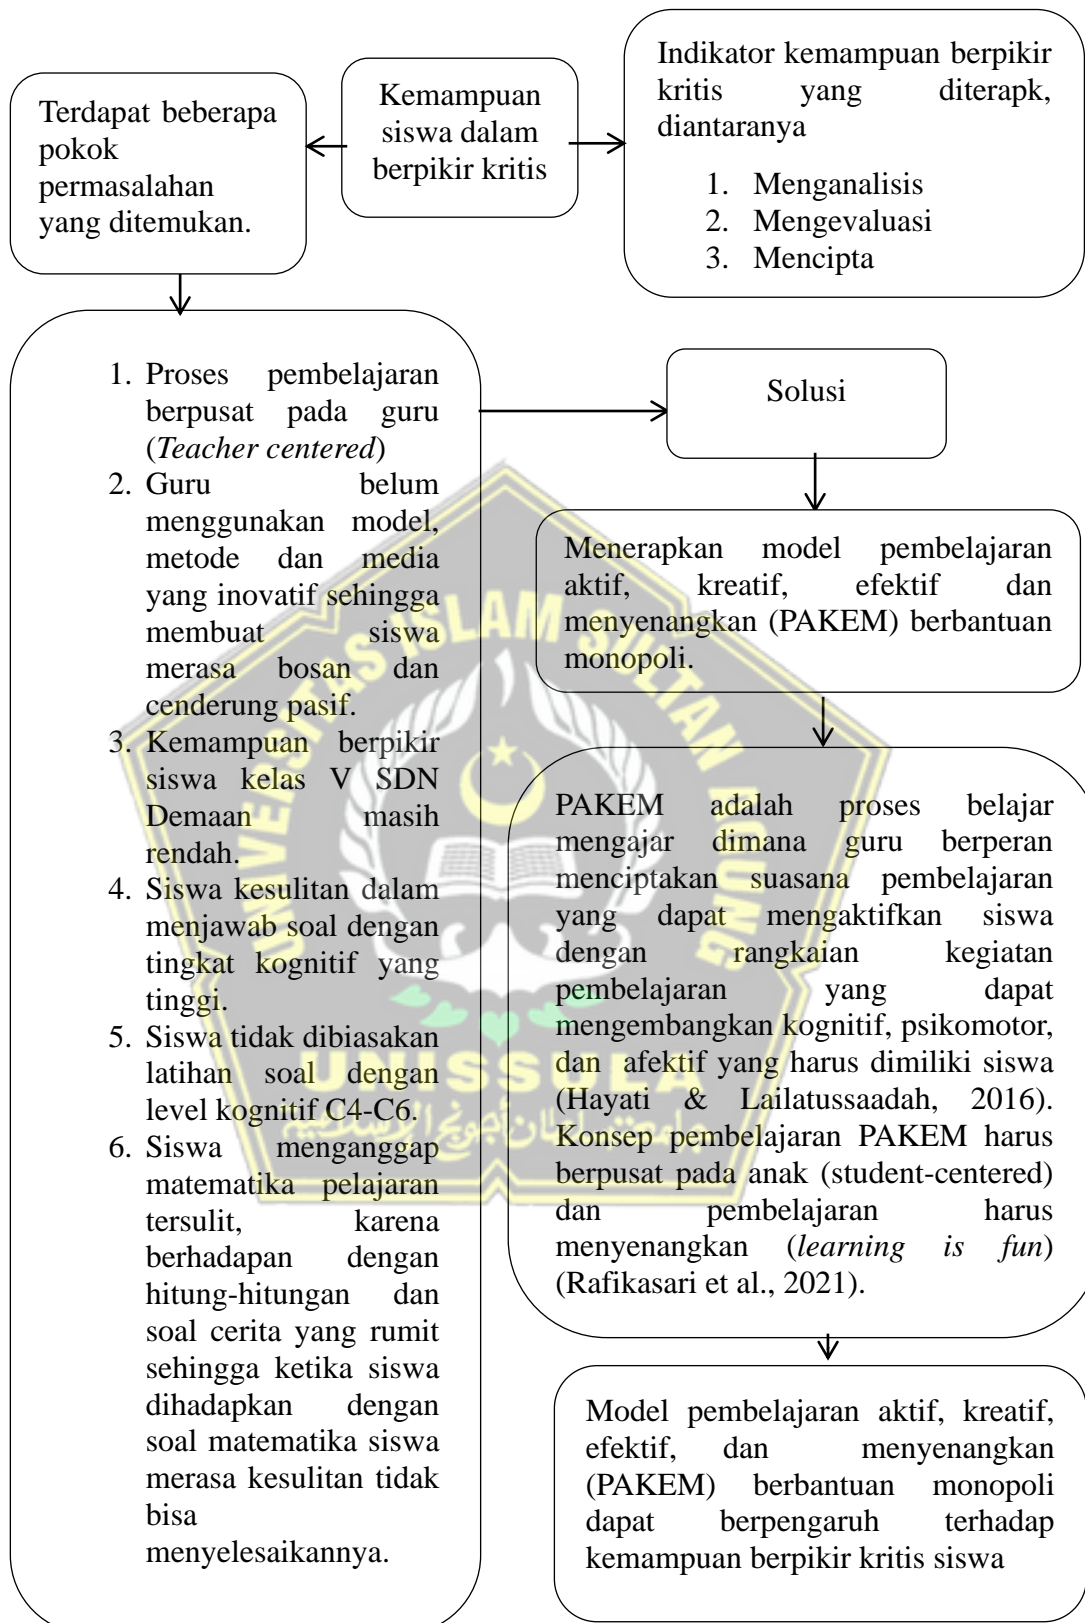 Terdapat beberapa
pokok
permasalahan
yang ditemukan.
Kemampuan
siswa dalam
berpikir kritis
Indikator kemampuan berpikir
kritis yang diterapk,
diantaranya
1. Menganalisis
2. Mengevaluasi
3. Mencipta
1. Proses pembelajaran
berpusat pada guru
(Teacher centered)
2. Guru belum
menggunakan model,
metode dan media
yang inovatif sehingga
membuat siswa
merasa bosan dan
cenderung pasif.
3. Kemampuan berpikir
siswa kelas V SDN
Demaan masih
rendah.
4. Siswa kesulitan dalam
menjawab soal dengan
tingkat kognitif yang
tinggi.
5. Siswa tidak dibiasakan
latihan soal dengan
level kognitif C4-C6.
6. Siswa menganggap
matematika pelajaran
tersulit, karena
berhadapan dengan
hitung-hitungan dan
soal cerita yang rumit
sehingga ketika siswa
dihadapkan dengan
soal matematika siswa
merasa kesulitan tidak
bisa
menyelesaikannya.
Solusi
Menerapkan model pembelajaran
aktif, kreatif, efektif dan
menyenangkan (PAKEM) berbantuan
monopoli.
PAKEM adalah proses belajar
mengajar dimana guru berperan
menciptakan suasana pembelajaran
yang dapat mengaktifkan siswa
dengan rangkaian kegiatan
pembelajaran yang dapat
mengembangkan kognitif, psikomotor,
dan afektif yang harus dimiliki siswa
(Hayati & Lailatussaadah, 2016).
Konsep pembelajaran PAKEM harus
berpusat pada anak (student-centered)
dan pembelajaran harus
menyenangkan (learning is fun)
(Rafikasari et al., 2021).
Model pembelajaran aktif, kreatif,
efektif, dan menyenangkan
(PAKEM) berbantuan monopoli
dapat berpengaruh terhadap
kemampuan berpikir kritis siswa
UNIVERSITAS ISLAM SULTAN AGUNG
UNISSULA
جامعة سلطان أجونج الإسلامية